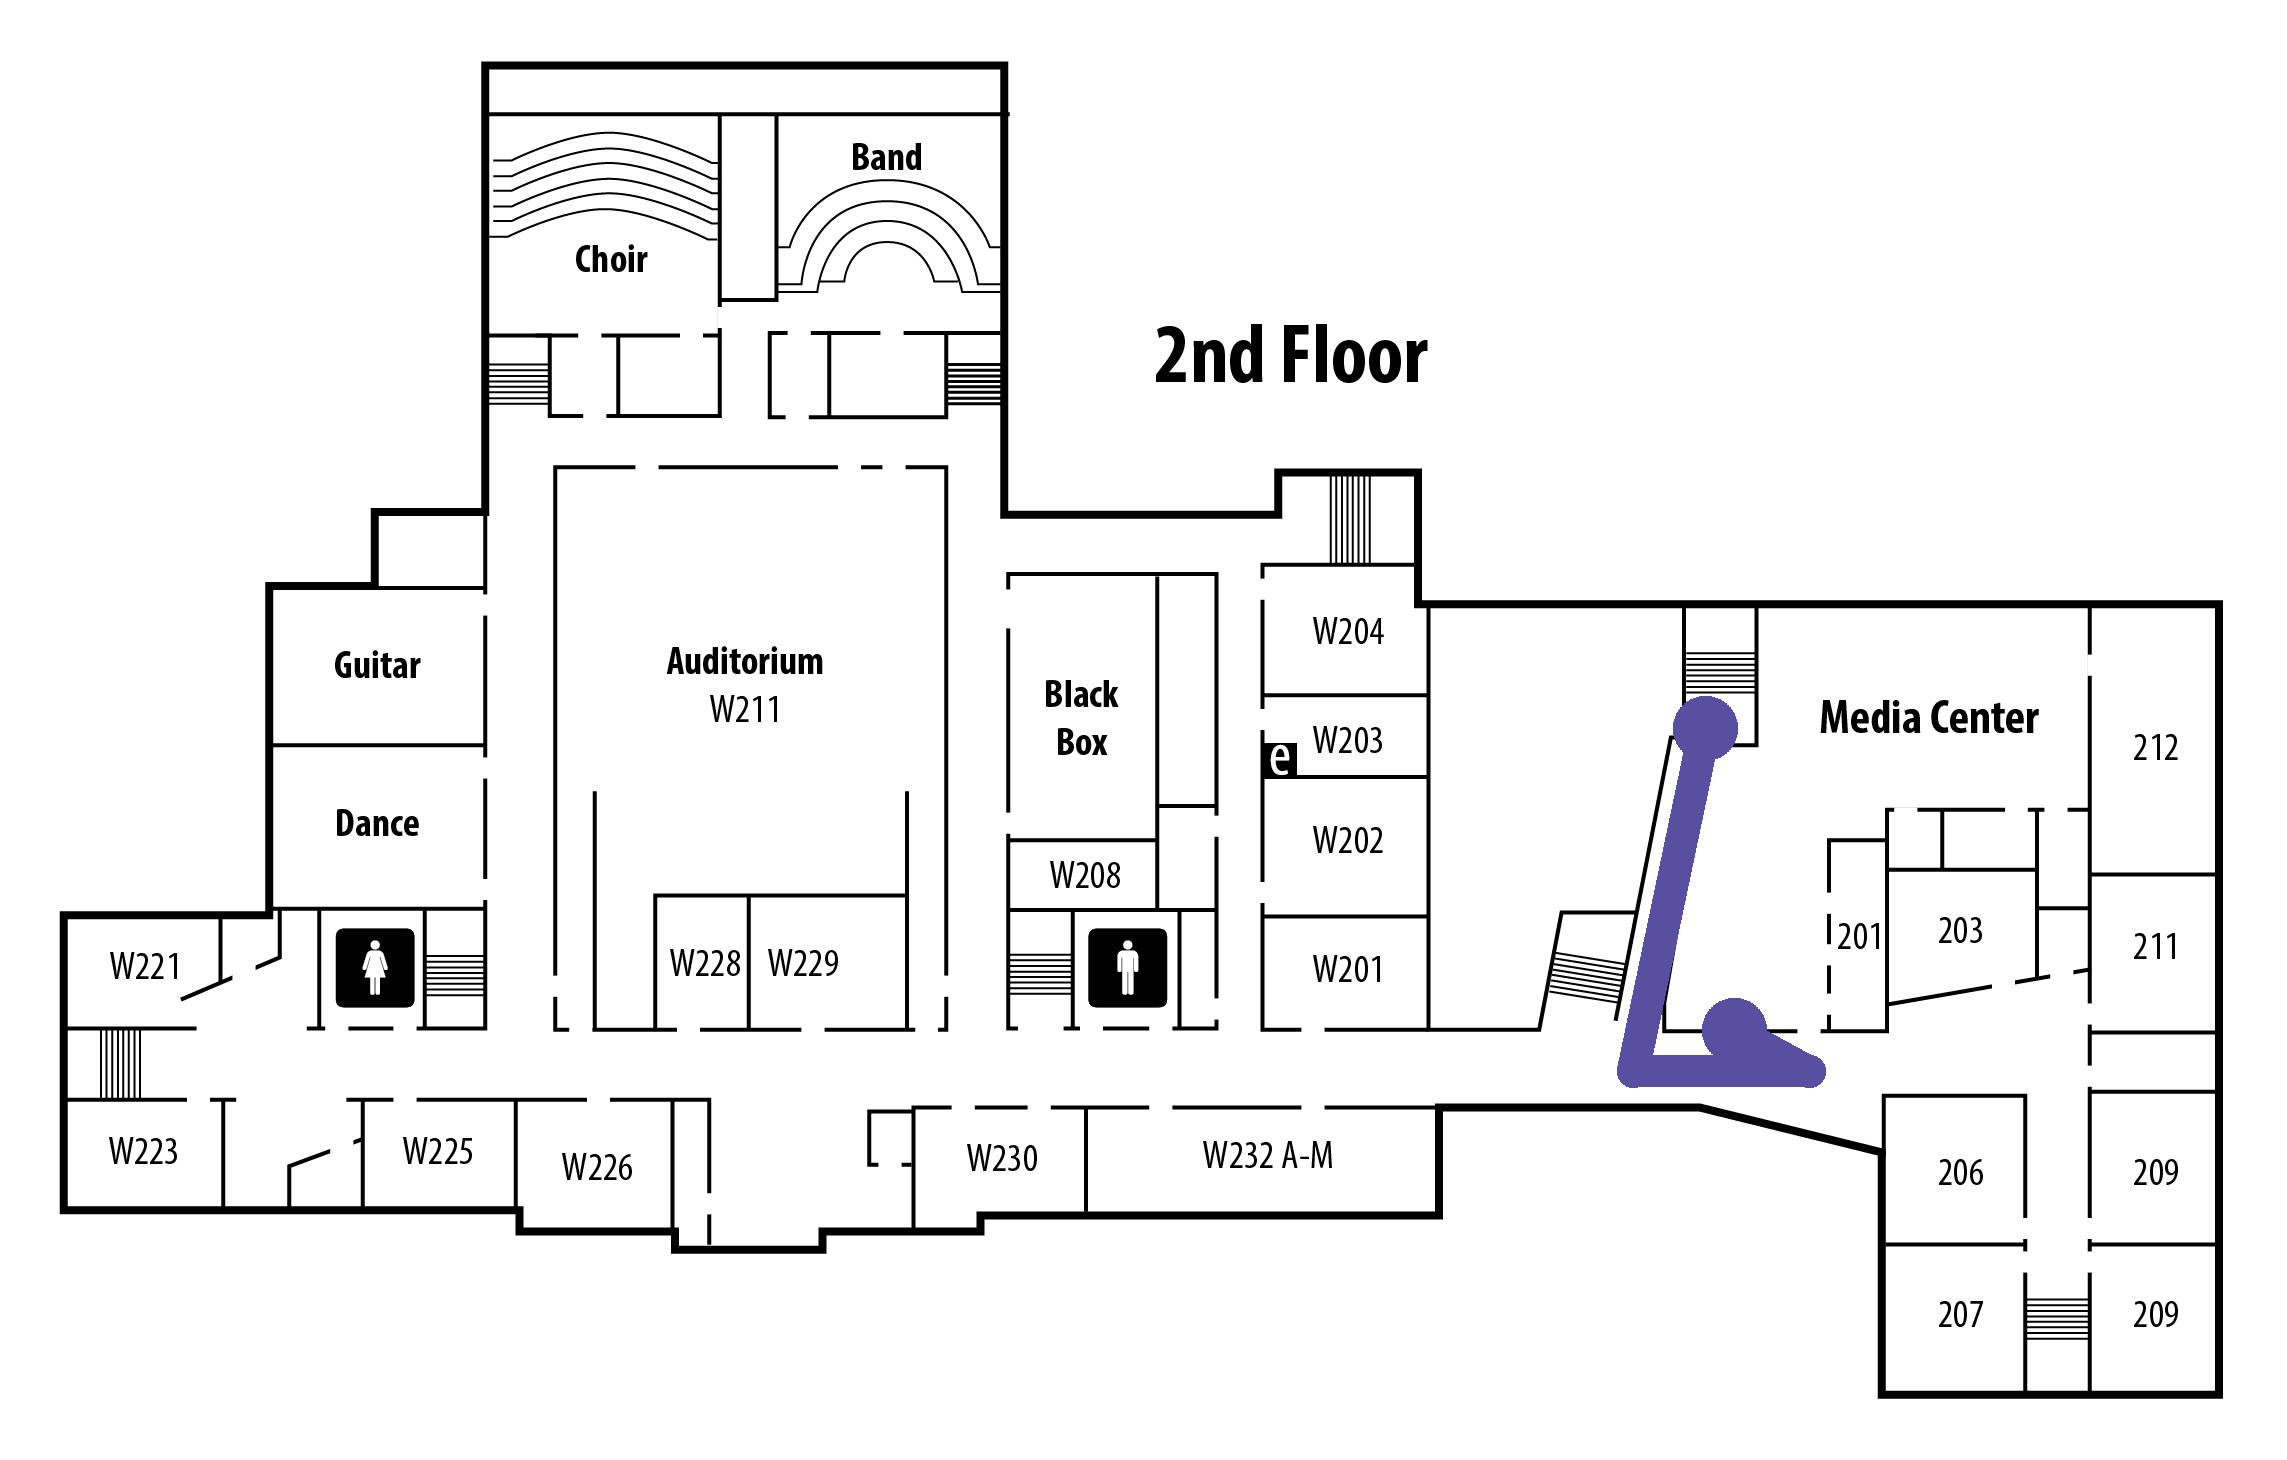 Band
Choir
2nd Floor
Guitar
Auditorium
W211
Black
Box
W204
W203
e
Media Center
212
Dance
W208
W202
W221
W228
W229
W201
201
203
211
W223
W225
W226
W230
W232 A-M
206
209
207
209